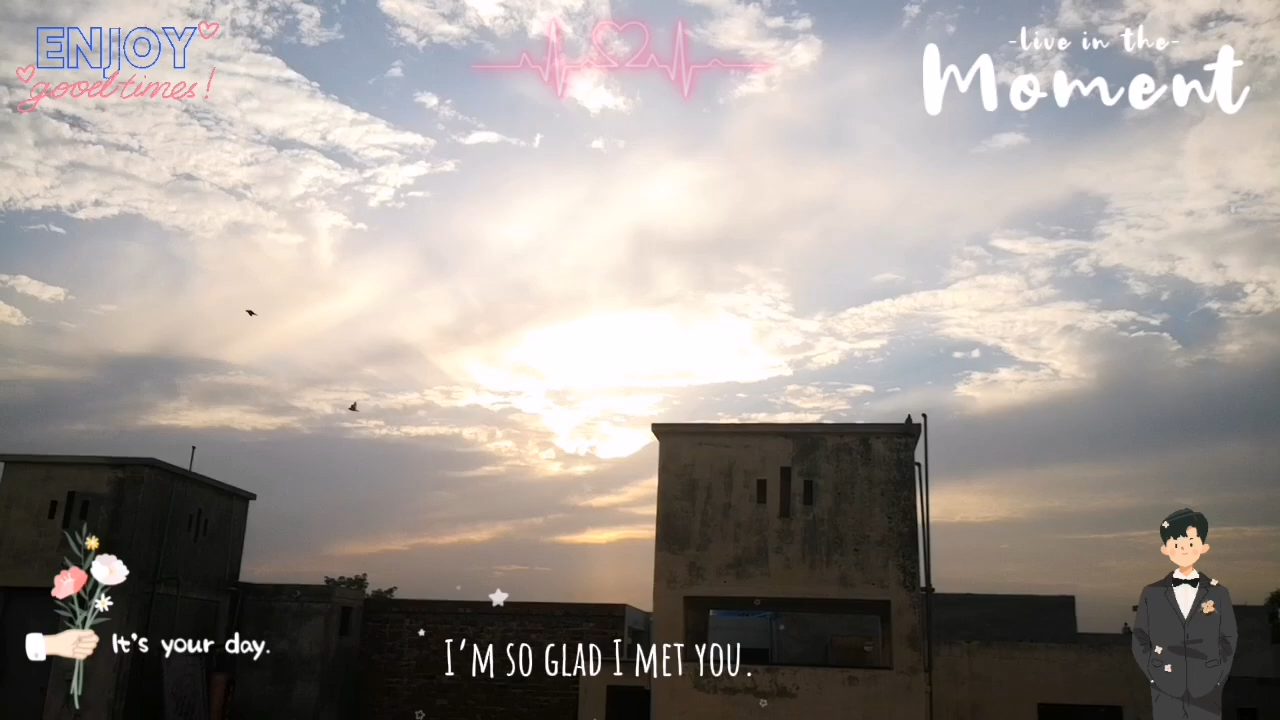 ENJOY
good times!
-live in the-
Moment
It's your day.
I'M SO GLAD I MET YOU.